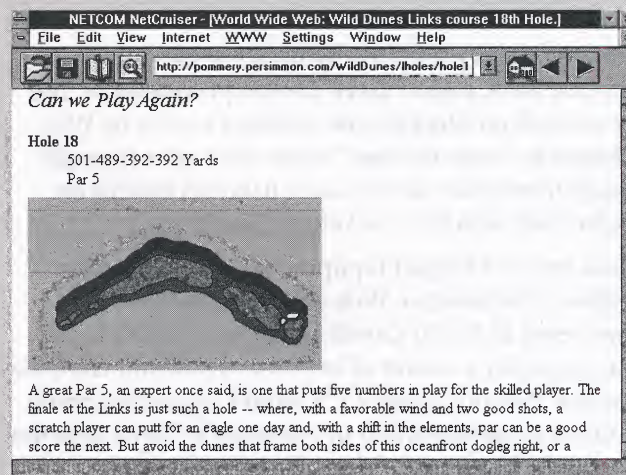 NETCOM NetCruiser - [World Wide Web: Wild Dunes Links course 18th Hole.]
File Edit View Internet WWW Settings Window Help
http://pommery.persimmon.com/WildDunes/lholes/hole1
Can we Play Again?
Hole 18
501-489-392-392 Yards
Par 5
A great Par 5, an expert once said, is one that puts five numbers in play for the skilled player. The
finale at the Links is just such a hole -- where, with a favorable wind and two good shots, a
scratch player can putt for an eagle one day and, with a shift in the elements, par can be a good
score the next. But avoid the dunes that frame both sides of this oceanfront dogleg right, or a